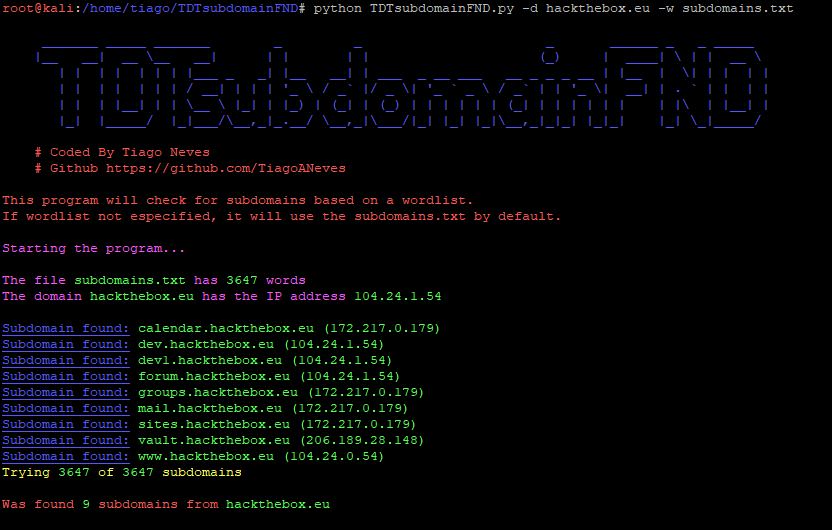 root@kali:/home/tiago/TDTsubdomainFND# python TDTsubdomainFND.py -d hackthebox.eu -w subdomains.txt
TDTSubdomainFND
# Coded By Tiago Neves
# Github https://github.com/TiagoANeves
This program will check for subdomains based on a wordlist.
If wordlist not especified, it will use the subdomains.txt by default.
Starting the program...
The file subdomains.txt has 3647 words
The domain hackthebox.eu has the IP address 104.24.1.54
Subdomain found: calendar.hackthebox.eu (172.217.0.179)
Subdomain found: dev.hackthebox.eu (104.24.1.54)
Subdomain found: dev1.hackthebox.eu (104.24.1.54)
Subdomain found: forum.hackthebox.eu (104.24.1.54)
Subdomain found: groups.hackthebox.eu (172.217.0.179)
Subdomain found: mail.hackthebox.eu (172.217.0.179)
Subdomain found: sites.hackthebox.eu (172.217.0.179)
Subdomain found: vault.hackthebox.eu (206.189.28.148)
Subdomain found: www.hackthebox.eu (104.24.0.54)
Trying 3647 of 3647 subdomains
Was found 9 subdomains from hackthebox.eu